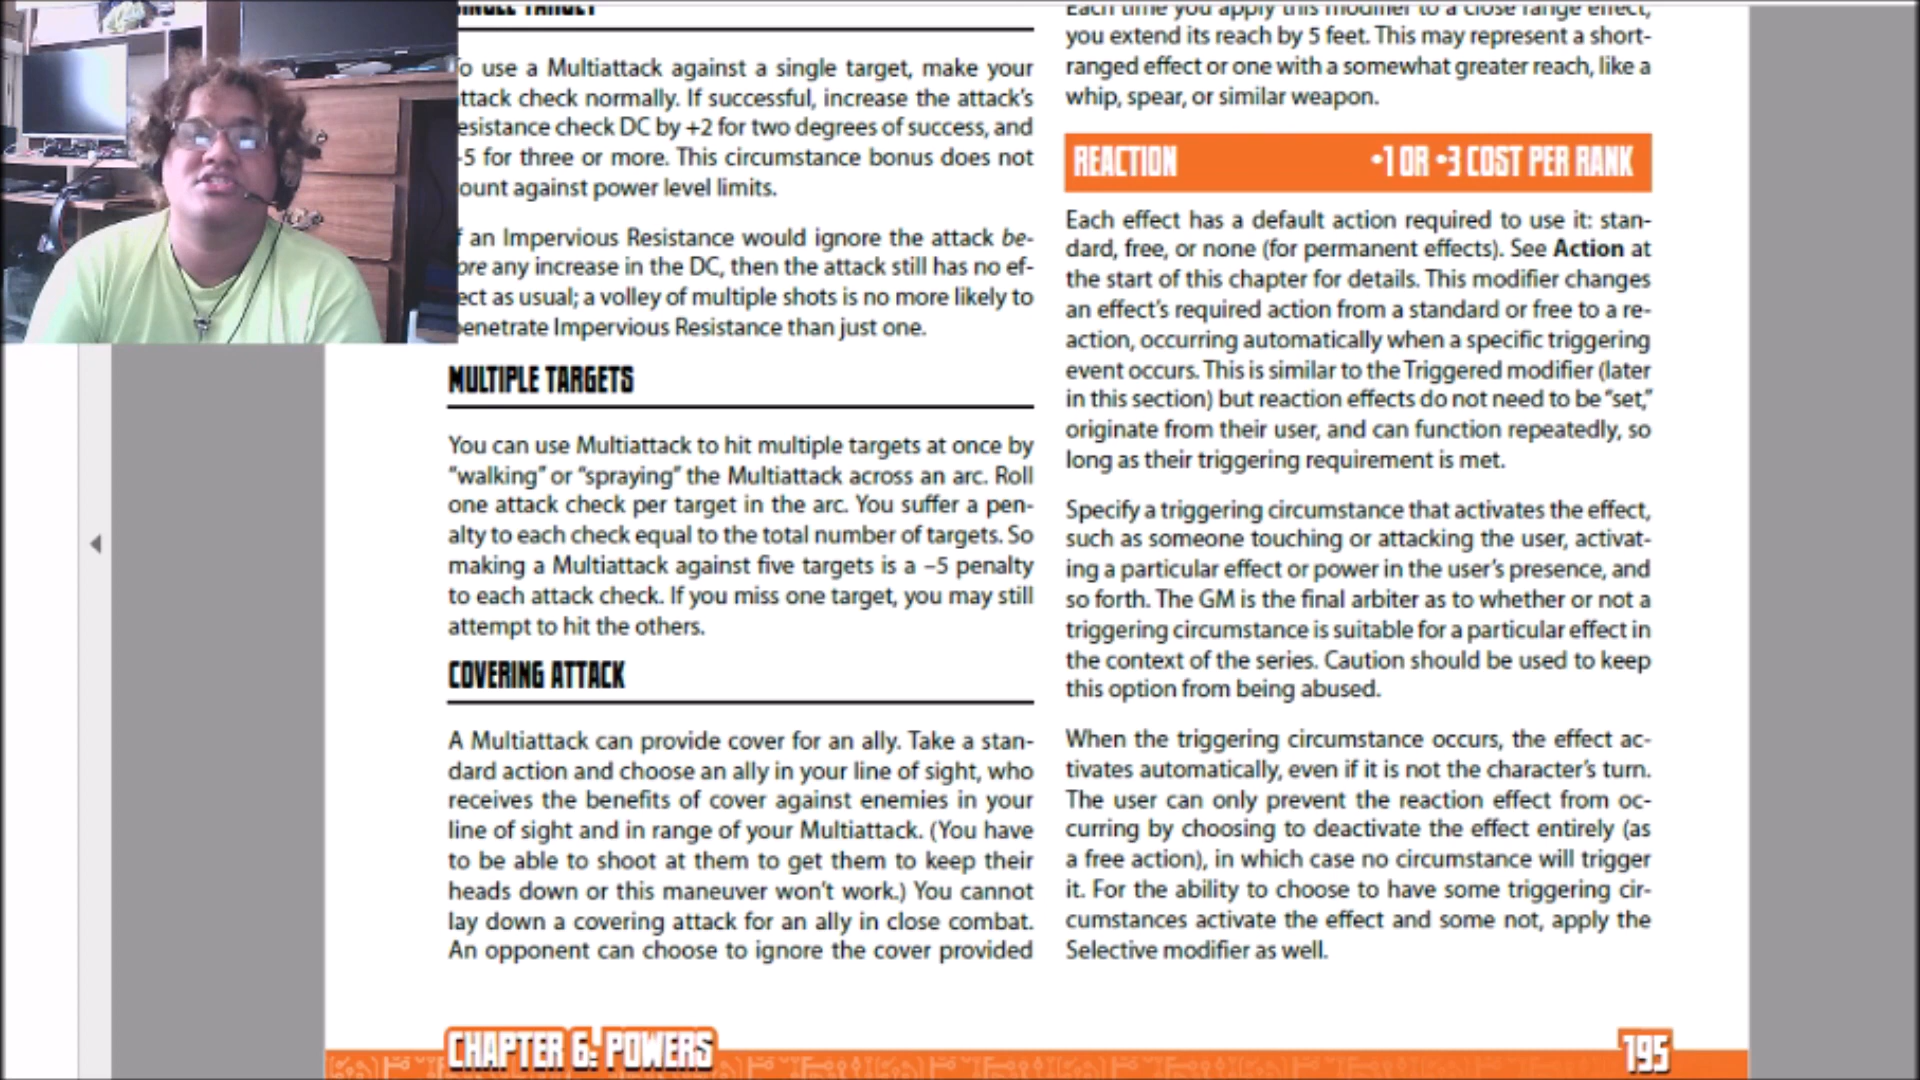 SINGLE TARGET
o use a Multiattack against a single target, make your
ttack check normally. If successful, increase the attack's
esistance check DC by +2 for two degrees of success, and
5 for three or more. This circumstance bonus does not
ount against power level limits.
f an Impervious Resistance would ignore the attack be-
ore any increase in the DC, then the attack still has no ef-
ect as usual; a volley of multiple shots is no more likely to
enetrate Impervious Resistance than just one.
MULTIPLE TARGETS
You can use Multiattack to hit multiple targets at once by
“walking” or “spraying” the Multiattack across an arc. Roll
one attack check per target in the arc. You suffer a pen-
alty to each check equal to the total number of targets. So
making a Multiattack against five targets is a –5 penalty
to each attack check. If you miss one target, you may still
attempt to hit the others.
COVERING ATTACK
A Multiattack can provide cover for an ally. Take a stan-
dard action and choose an ally in your line of sight, who
receives the benefits of cover against enemies in your
line of sight and in range of your Multiattack. (You have
to be able to shoot at them to get them to keep their
heads down or this maneuver won't work.) You cannot
lay down a covering attack for an ally in close combat.
An opponent can choose to ignore the cover provided
Each time you apply this modifier to a close range effect,
you extend its reach by 5 feet. This may represent a short-
ranged effect or one with a somewhat greater reach, like a
whip, spear, or similar weapon.
REACTION •1 OR •3 COST PER RANK
Each effect has a default action required to use it: stan-
dard, free, or none (for permanent effects). See Action at
the start of this chapter for details. This modifier changes
an effect's required action from a standard or free to a re-
action, occurring automatically when a specific triggering
event occurs. This is similar to the Triggered modifier (later
in this section) but reaction effects do not need to be “set,”
originate from their user, and can function repeatedly, so
long as their triggering requirement is met.
Specify a triggering circumstance that activates the effect,
such as someone touching or attacking the user, activat-
ing a particular effect or power in the user's presence, and
so forth. The GM is the final arbiter as to whether or not a
triggering circumstance is suitable for a particular effect in
the context of the series. Caution should be used to keep
this option from being abused.
When the triggering circumstance occurs, the effect ac-
tivates automatically, even if it is not the character's turn.
The user can only prevent the reaction effect from oc-
curring by choosing to deactivate the effect entirely (as
a free action), in which case no circumstance will trigger
it. For the ability to choose to have some triggering cir-
cumstances activate the effect and some not, apply the
Selective modifier as well.
CHAPTER 6: POWERS
195